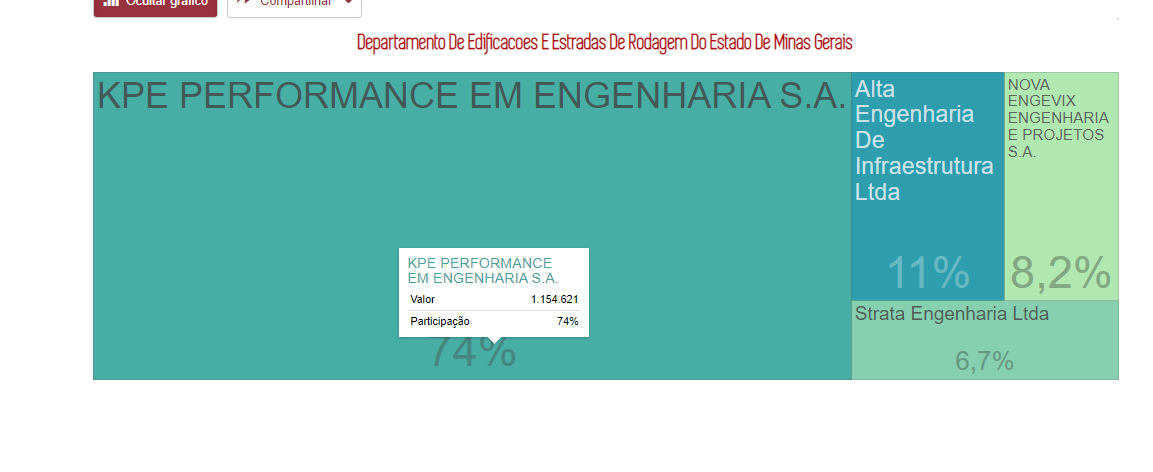 Ocultar gráfico
Compartilhar
Departamento De Edificacoes E Estradas De Rodagem Do Estado De Minas Gerais
KPE PERFORMANCE EM ENGENHARIA S.A.
74%
KPE PERFORMANCE
EM ENGENHARIA S.A.
Valor 1.154.621
Participação 74%
Alta
Engenharia
De
Infraestrutura
Ltda
11%
NOVA
ENGEVIX
ENGENHARIA
E PROJETOS
S.A.
8,2%
Strata Engenharia Ltda
6,7%